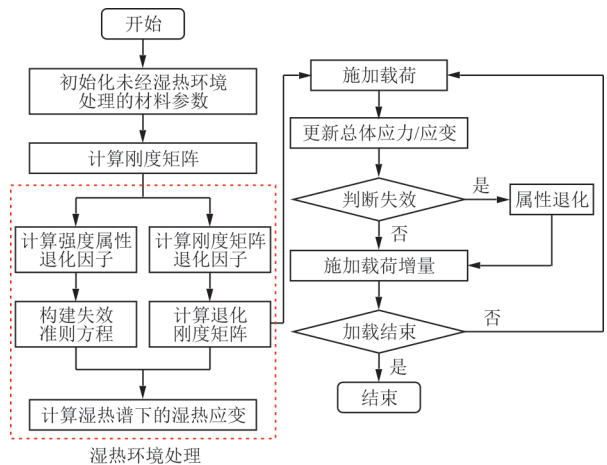 开始
初始化未经湿热环境
处理的材料参数
计算刚度矩阵
计算强度属性
退化因子
计算刚度矩阵
退化因子
构建失效
准则方程
计算退化
刚度矩阵
计算湿热谱下的湿热应变
湿热环境处理
施加载荷
更新总体应力/应变
判断失效
是
属性退化
否
施加载荷增量
加载结束
否
是
结束